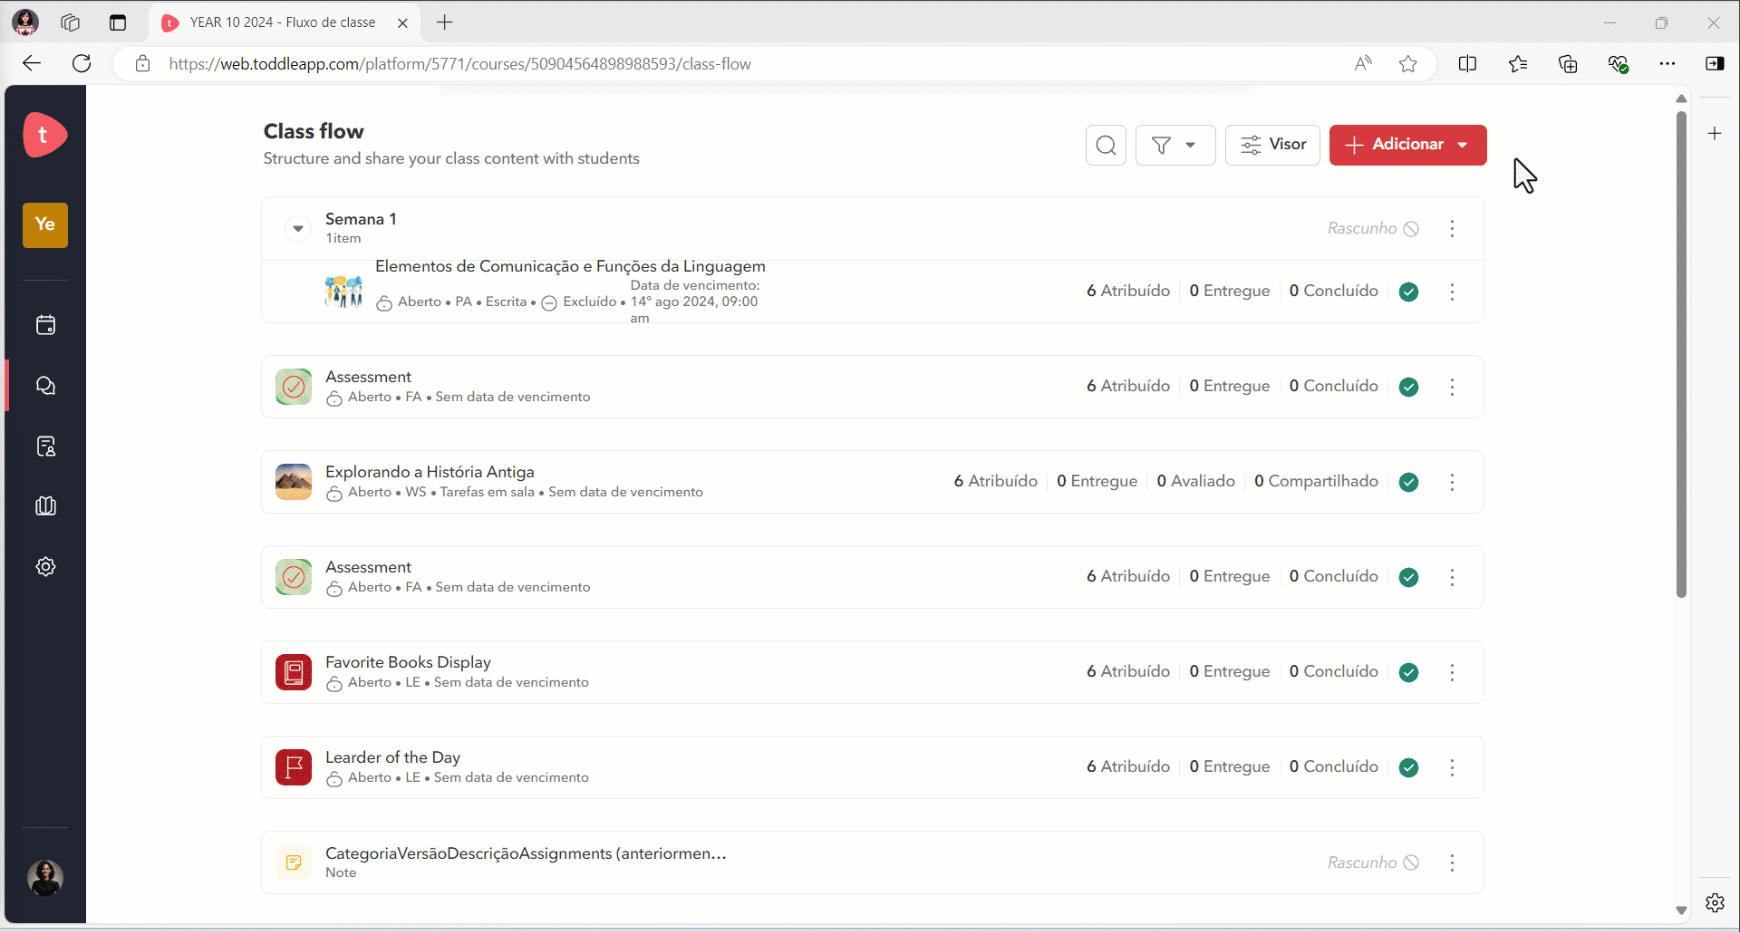 YEAR 10 2024 - Fluxo de classe
https://web.toddleapp.com/platform/5771/courses/50904564898988593/class-flow
t
Ye
Class flow
Structure and share your class content with students
Visor
Adicionar
Semana 1
1item
Rascunho
Elementos de Comunicação e Funções da Linguagem
Aberto • PA • Escrita • Excluído • Data de vencimento:
14º ago 2024, 09:00
am
6 Atribuído 0 Entregue 0 Concluído
Assessment
Aberto • FA • Sem data de vencimento
6 Atribuído 0 Entregue 0 Concluído
Explorando a História Antiga
Aberto • WS • Tarefas em sala • Sem data de vencimento
6 Atribuído 0 Entregue 0 Avaliado 0 Compartilhado
Assessment
Aberto • FA • Sem data de vencimento
6 Atribuído 0 Entregue 0 Concluído
Favorite Books Display
Aberto • LE • Sem data de vencimento
6 Atribuído 0 Entregue 0 Concluído
Learder of the Day
Aberto • LE • Sem data de vencimento
6 Atribuído 0 Entregue 0 Concluído
CategoriaVersãoDescriçãoAssignments (anteriormen...
Note
Rascunho